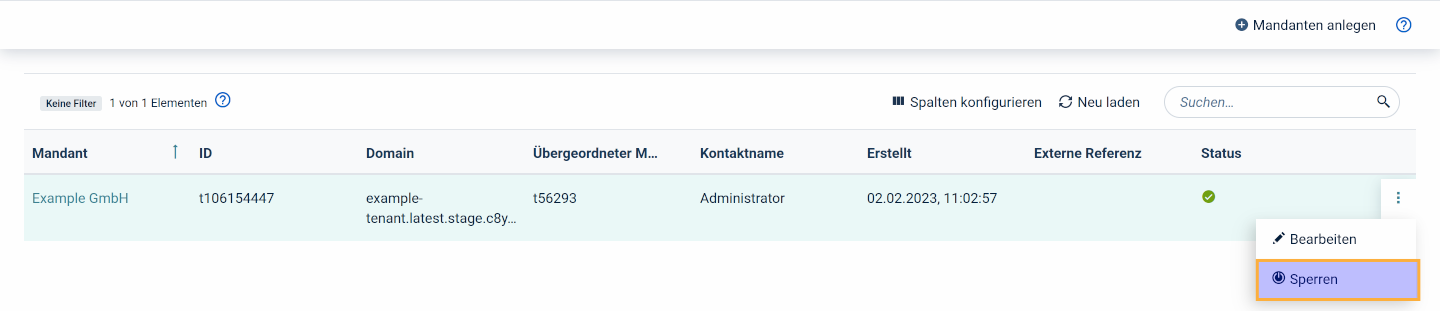 Mandanten anlegen
Keine Filter 1 von 1 Elementen Spalten konfigurieren Neu laden Suchen...
Mandant ID Domain Übergeordneter M... Kontaktname Erstellt Externe Referenz Status
Example GmbH t106154447 example- t56293 Administrator 02.02.2023, 11:02:57
tenant.latest.stage.c8y...
Bearbeiten
Sperren